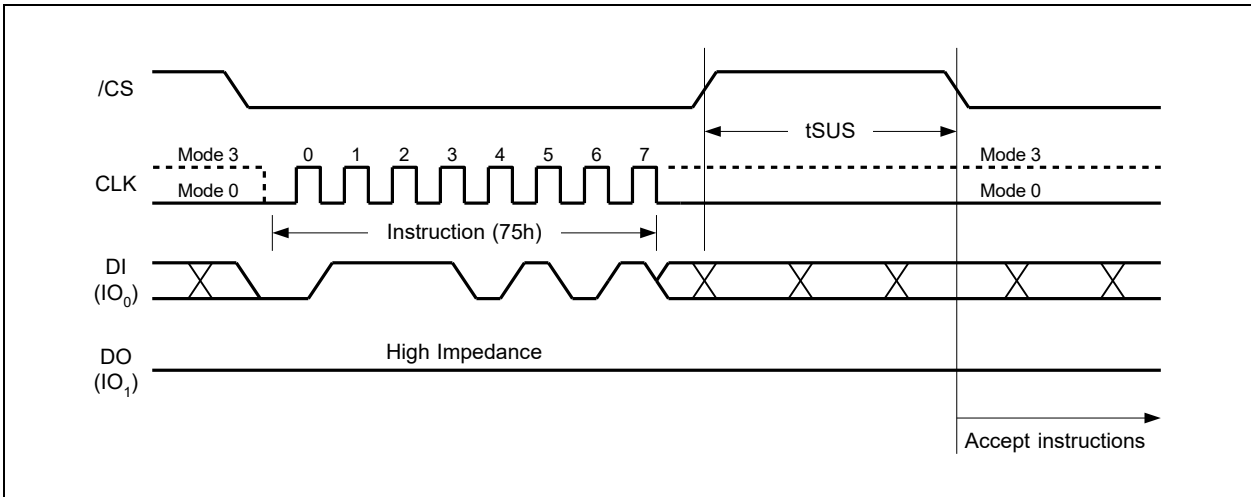 /CS
tSUS
Mode 3 0 1 2 3 4 5 6 7 Mode 3
CLK
Mode 0 Mode 0
Instruction (75h)
DI
(IO0)
High Impedance
DO
(IO1)
Accept instructions